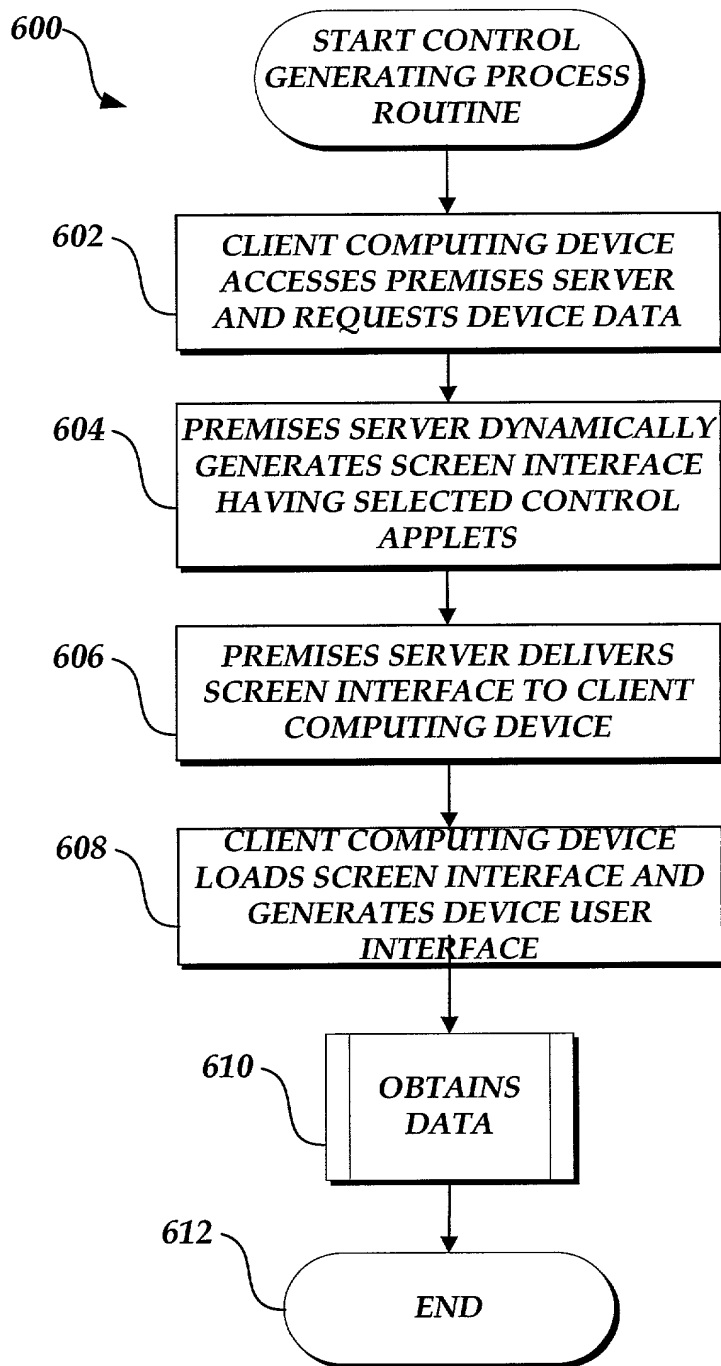 600
START CONTROL
GENERATING PROCESS
ROUTINE
602
CLIENT COMPUTING DEVICE
ACCESSES PREMISES SERVER
AND REQUESTS DEVICE DATA
604
PREMISES SERVER DYNAMICALLY
GENERATES SCREEN INTERFACE
HAVING SELECTED CONTROL
APPLETS
606
PREMISES SERVER DELIVERS
SCREEN INTERFACE TO CLIENT
COMPUTING DEVICE
608
CLIENT COMPUTING DEVICE
LOADS SCREEN INTERFACE AND
GENERATES DEVICE USER
INTERFACE
610
OBTAINS
DATA
612
END